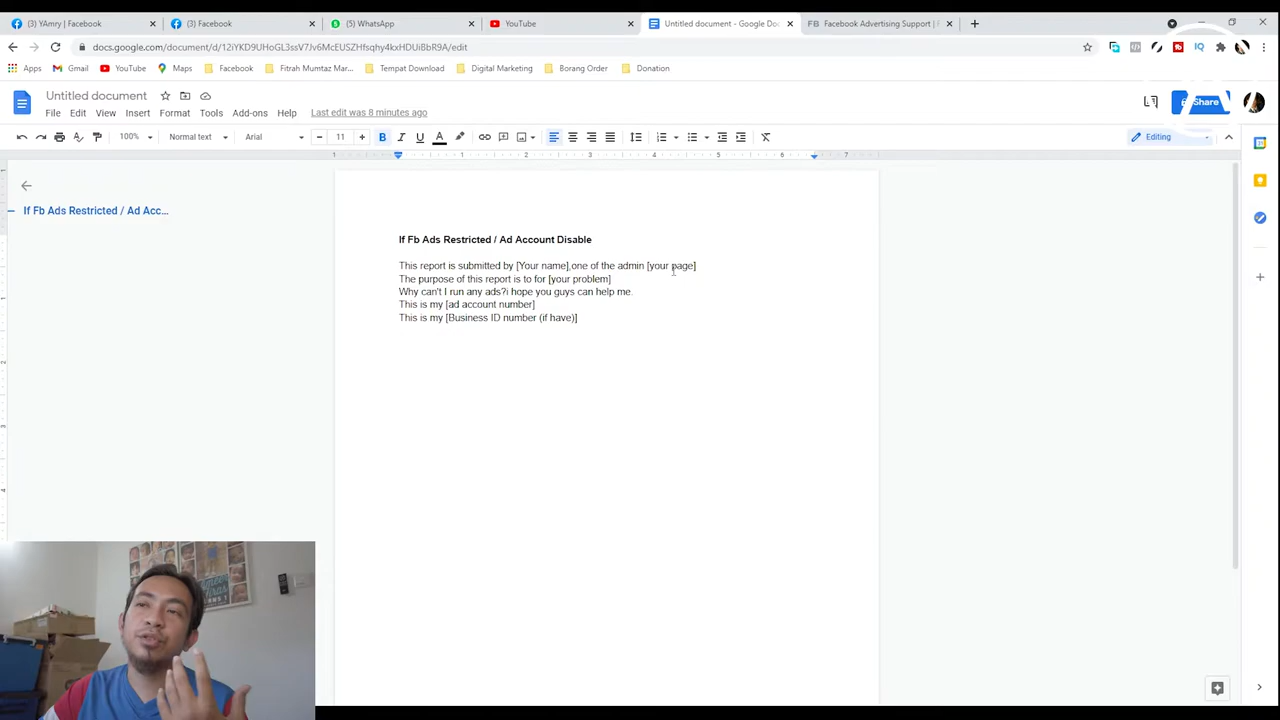 (3) YAmry | Facebook
(3) Facebook
(5) WhatsApp
YouTube
Untitled document - Google Doc
Facebook Advertising Support | F
docs.google.com/document/d/12iYKD9UHoGL3ssV7Jv6McEUSZHfsqhy4kxHDUiBbR9A/edit
Apps
Gmail
YouTube
Maps
Facebook
Fitrah Mumtaz Mar...
Tempat Download
Digital Marketing
Borang Order
Donation
Untitled document
File Edit View Insert Format Tools Add-ons Help Last edit was 8 minutes ago
Share
100% Normal text Arial 11 Editing
If Fb Ads Restricted / Ad Acc...
If Fb Ads Restricted / Ad Account Disable
This report is submitted by [Your name],one of the admin [your page]
The purpose of this report is to for [your problem]
Why can't I run any ads?i hope you guys can help me.
This is my [ad account number]
This is my [Business ID number (if have)]